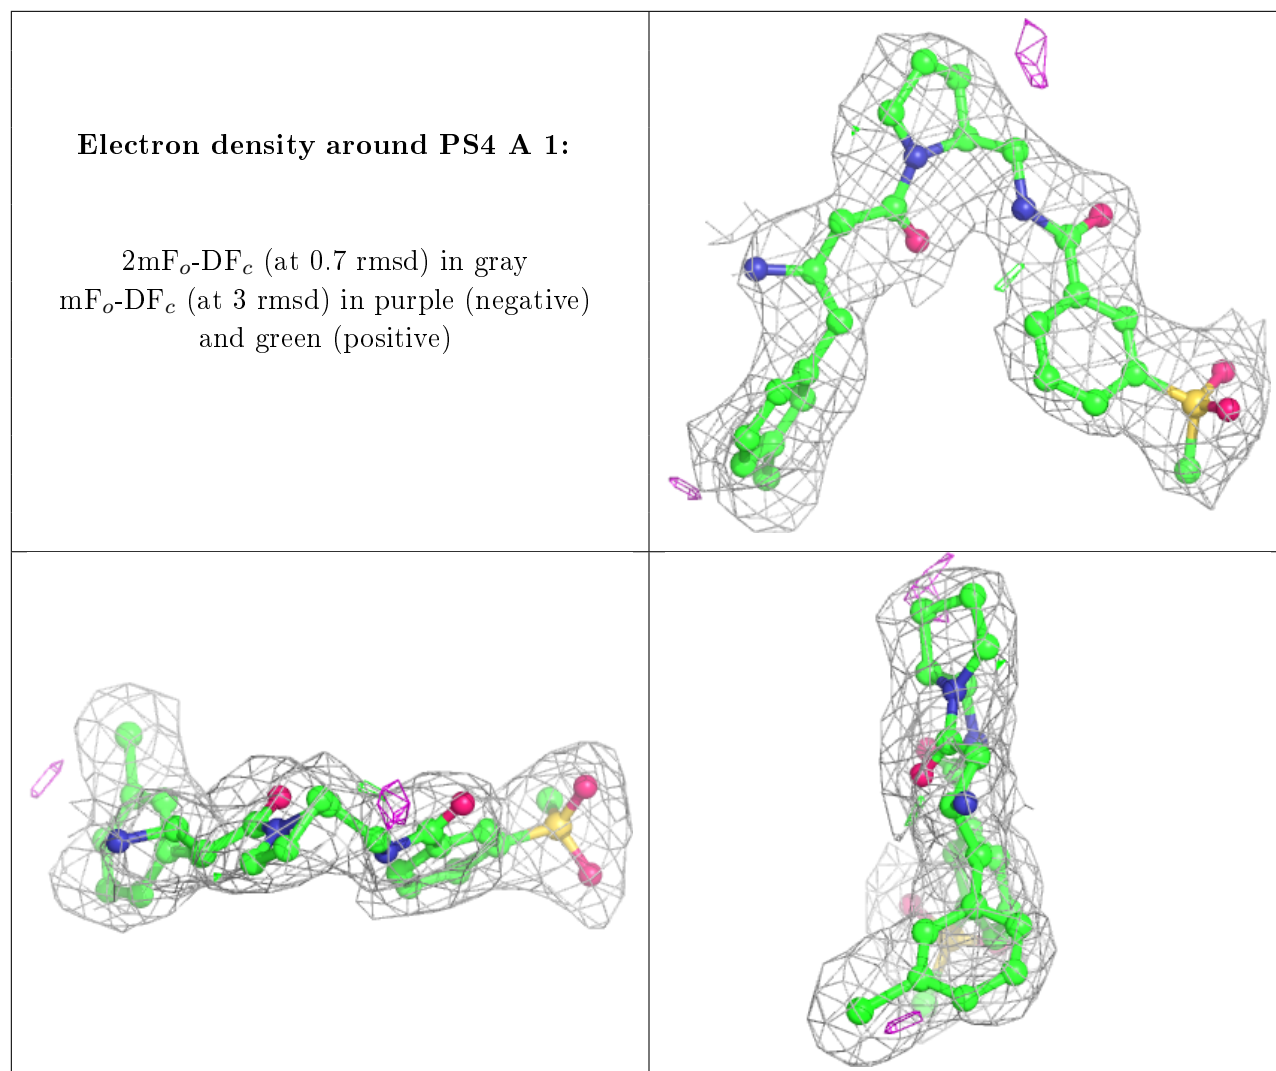 Electron density around PS4 A 1:
2mFo-DFc (at 0.7 rmsd) in gray
mFo-DFc (at 3 rmsd) in purple (negative)
and green (positive)